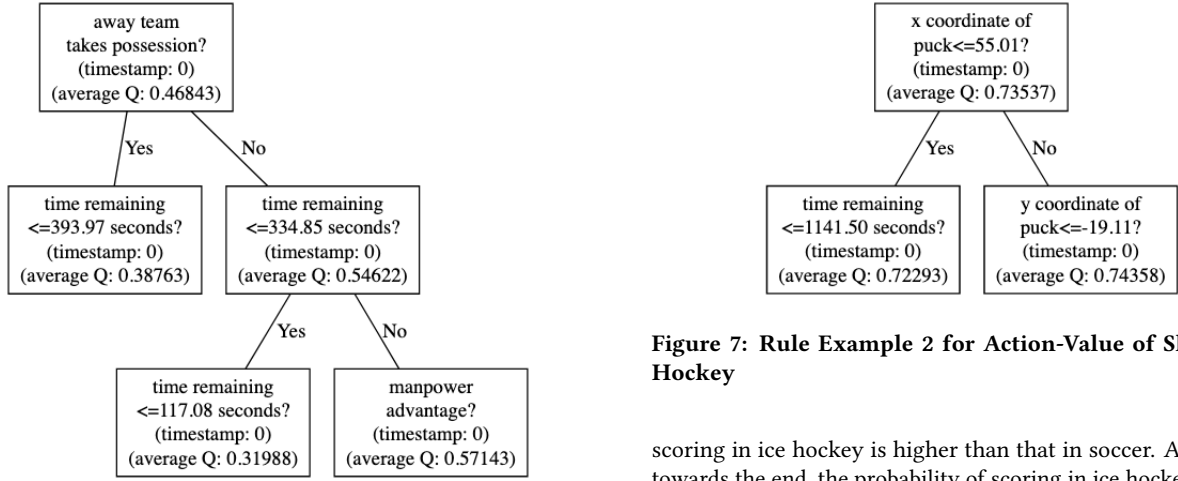 away team
takes possession?
(timestamp: 0)
(average Q: 0.46843)
Yes
No
time remaining
<=393.97 seconds?
(timestamp: 0)
(average Q: 0.38763)
time remaining
<=334.85 seconds?
(timestamp: 0)
(average Q: 0.54622)
Yes
No
time remaining
<=117.08 seconds?
(timestamp: 0)
(average Q: 0.31988)
manpower
advantage?
(timestamp: 0)
(average Q: 0.57143)
x coordinate of
puck<=55.01?
(timestamp: 0)
(average Q: 0.73537)
Yes
No
time remaining
<=1141.50 seconds?
(timestamp: 0)
(average Q: 0.72293)
y coordinate of
puck<=-19.11?
(timestamp: 0)
(average Q: 0.74358)
Figure 7: Rule Example 2 for Action-Value of
Hockey
scoring in ice hockey is higher than that in soccer.
towards the end, the probability of scoring in ice